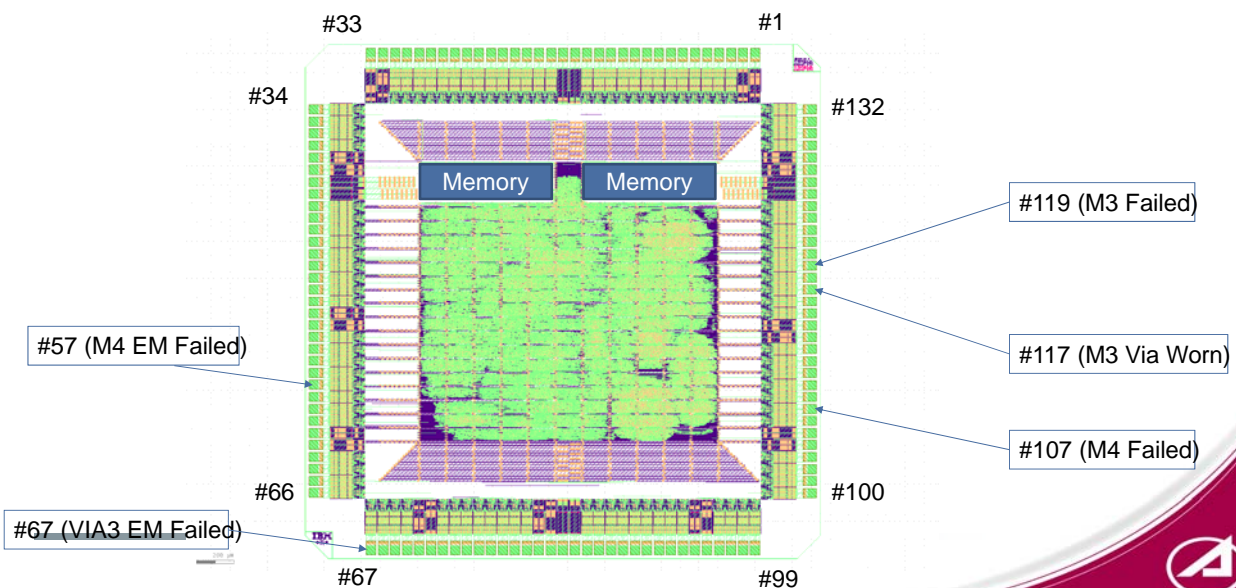 #33
#1
#34
#132
Memory
Memory
#119 (M3 Failed)
#57 (M4 EM Failed)
#117 (M3 Via Worn)
#107 (M4 Failed)
#66
#100
#67 (VIA3 EM Failed)
#67
#99